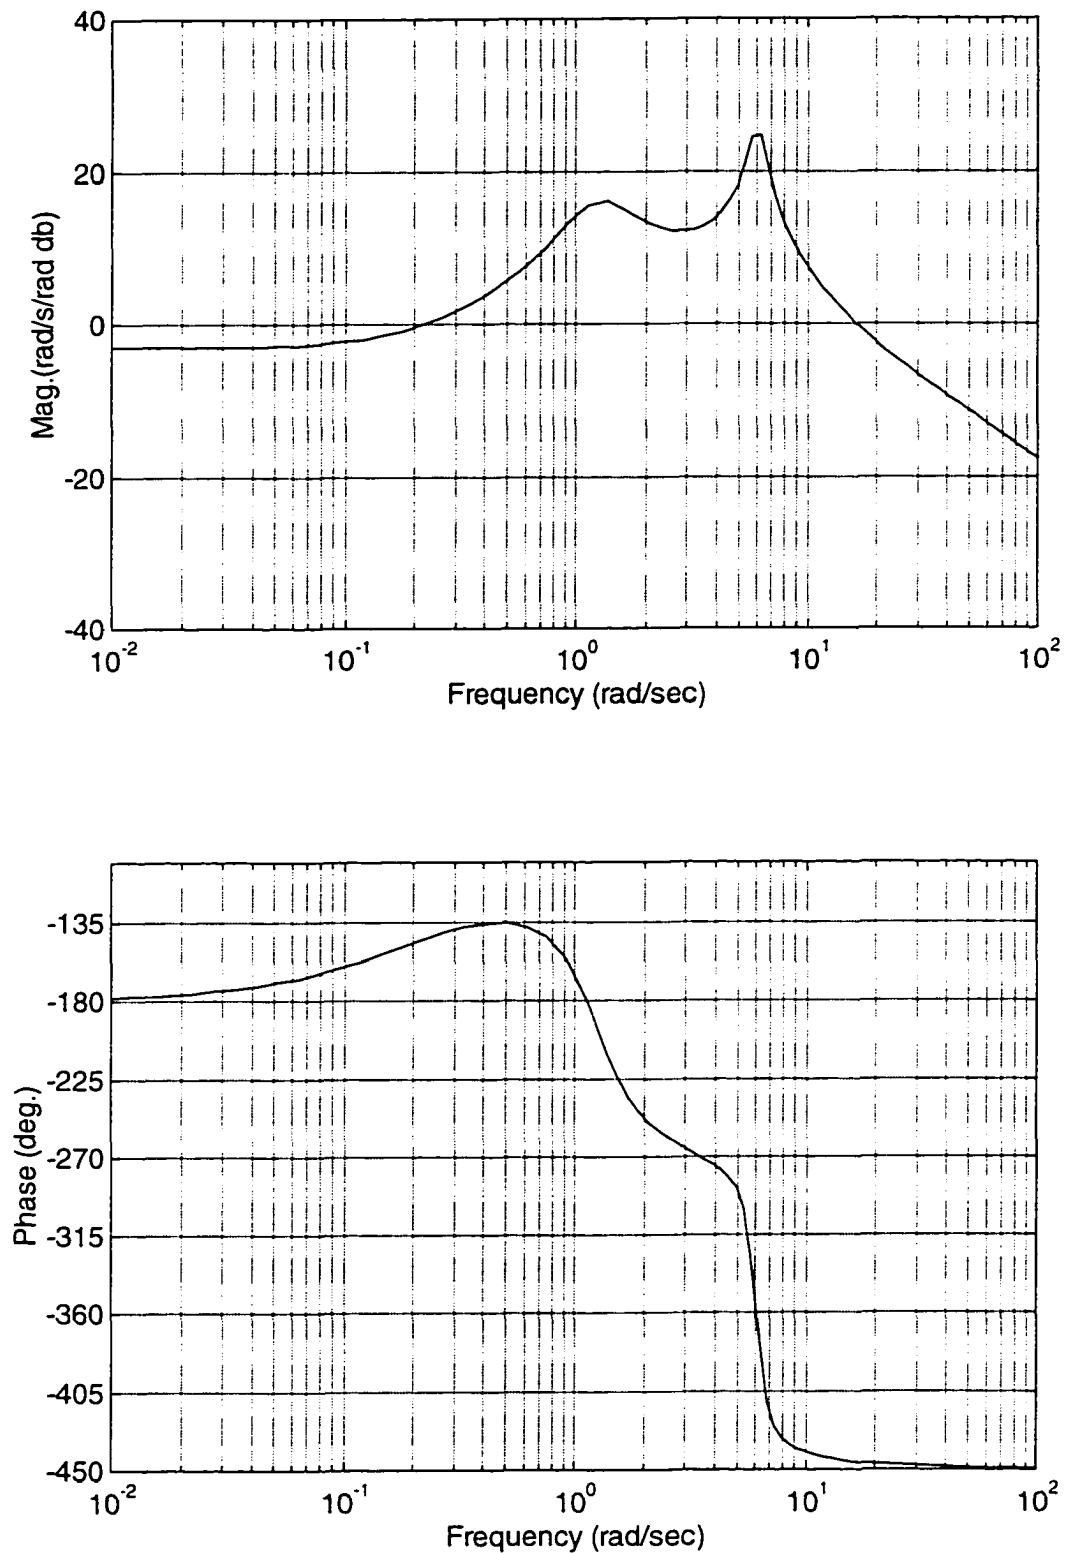 40
20
0
-20
-40
Mag.(rad/s/rad db)
10^-2 10^-1 10^0 10^1 10^2
Frequency (rad/sec)
-135
-180
-225
-270
-315
-360
-405
-450
Phase (deg.)
10^-2 10^-1 10^0 10^1 10^2
Frequency (rad/sec)